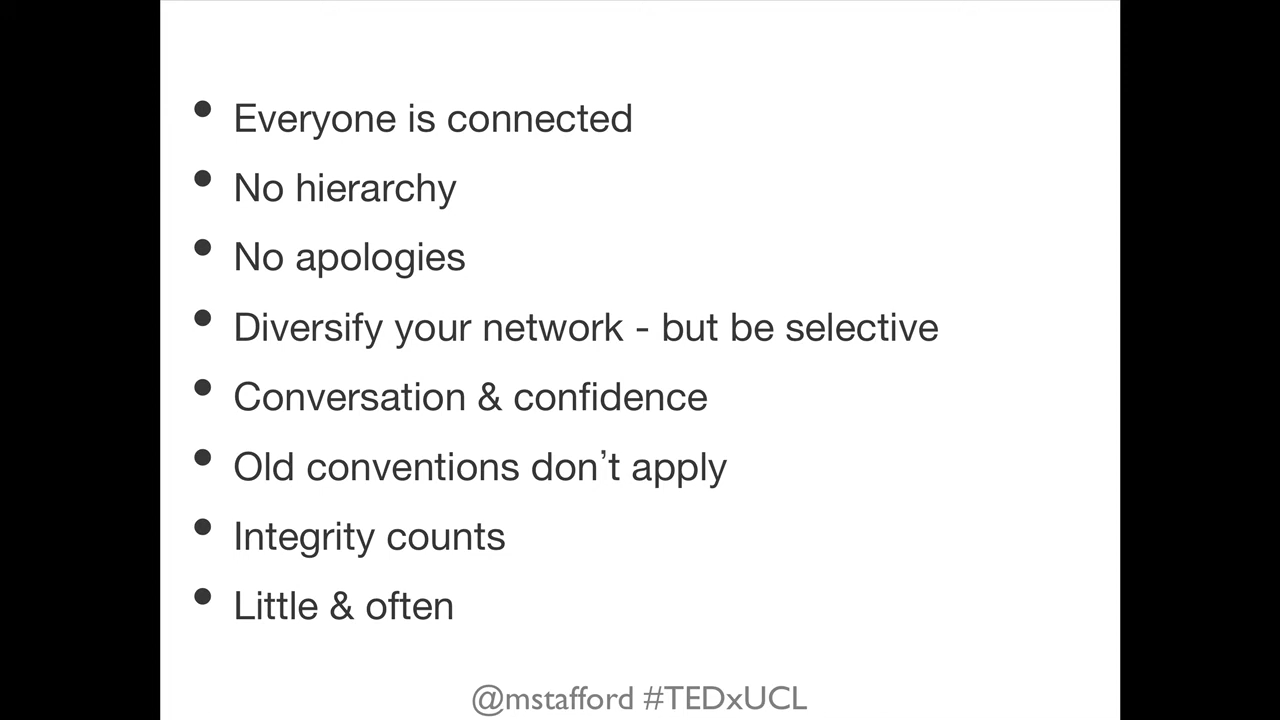 • Everyone is connected
• No hierarchy
• No apologies
• Diversify your network - but be selective
• Conversation & confidence
• Old conventions don’t apply
• Integrity counts
• Little & often
@mstafford #TEDxUCL